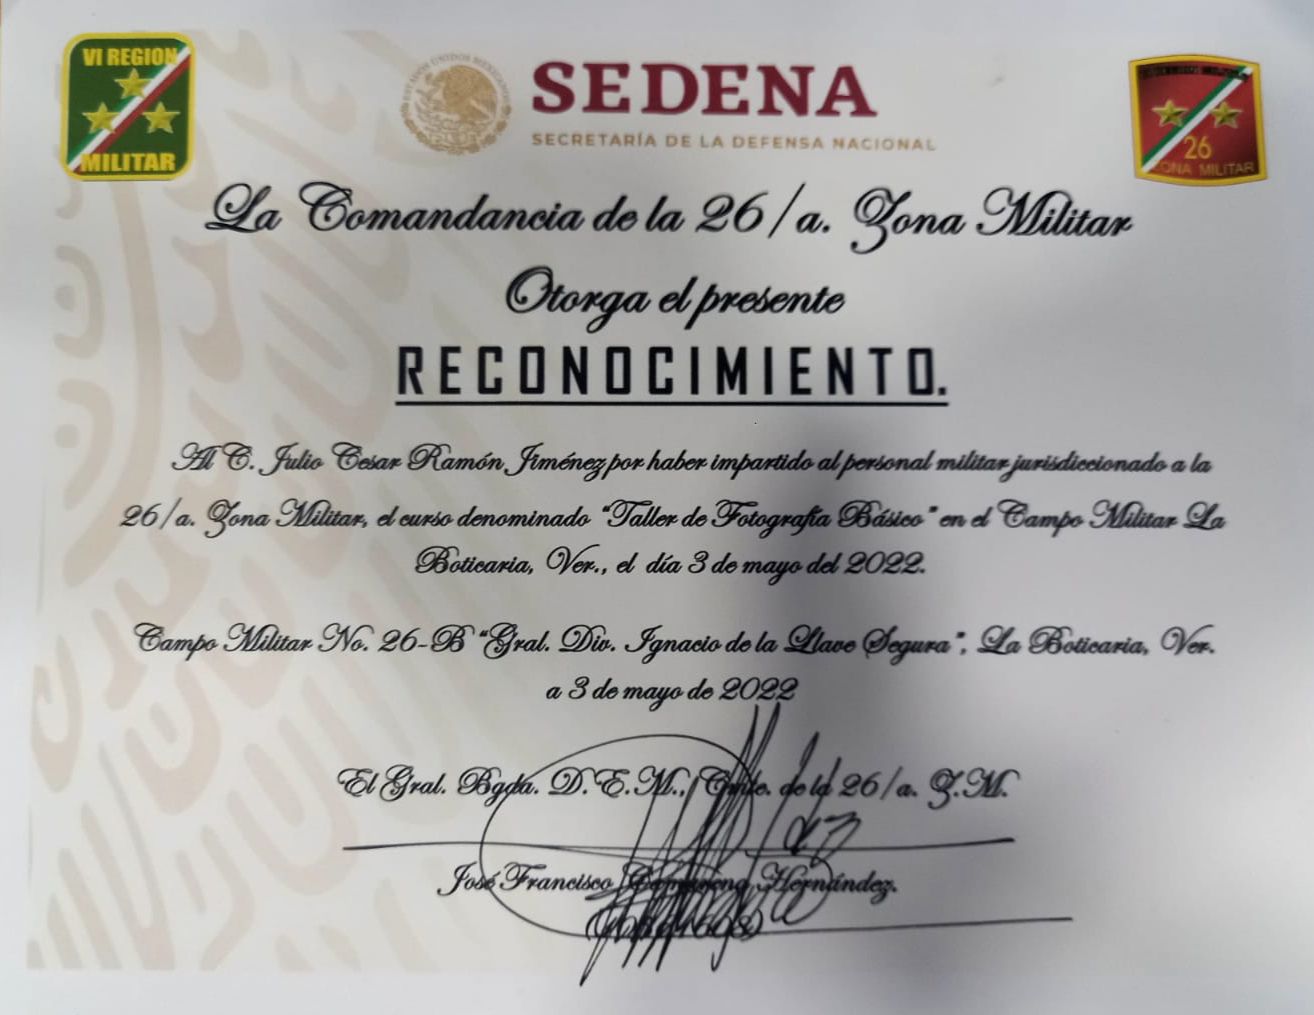 VI REGION
MILITAR
ESTADOS UNIDOS MEXICANOS
SEDENA
SECRETARÍA DE LA DEFENSA NACIONAL
26
ZONA MILITAR
La Comandancia de la 26/a. Zona Militar
Otorga el presente
RECONOCIMIENTO.
Al C. Julio Cesar Ramón Jiménez por haber impartido al personal militar jurisdiccionado a la
26/a. Zona Militar, el curso denominado "Taller de Fotografía Básico" en el Campo Militar La
Boticaria, Ver., el día 3 de mayo del 2022.
Campo Militar No. 26-B "Gral. Div. Ignacio de la Llave Segura", La Boticaria, Ver.
a 3 de mayo de 2022
El Gral. Bgda. D.E.M., Cmte. de la 26/a. Z.M.
José Francisco Hernández.